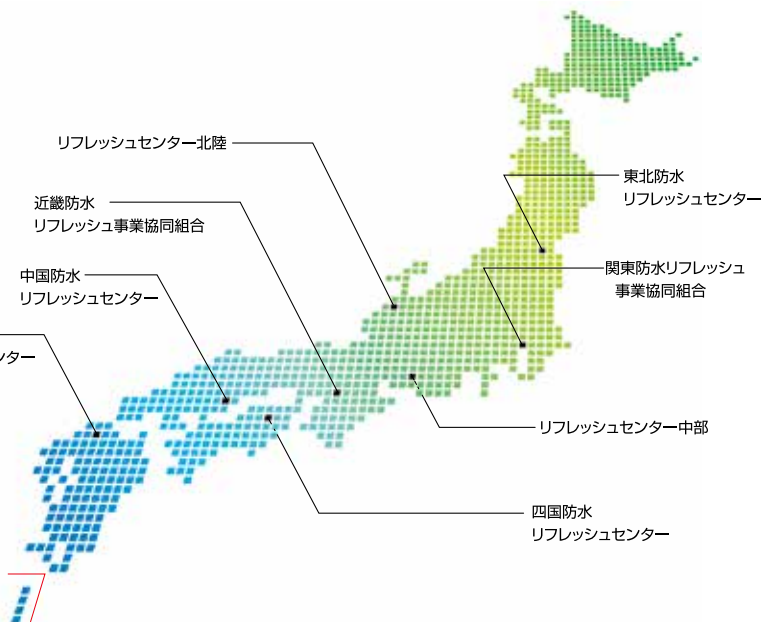 リフレッシュセンター北陸
東北防水
リフレッシュセンター
近畿防水
リフレッシュ事業協同組合
関東防水リフレッシュ
事業協同組合
中国防水
リフレッシュセンター
ンター
リフレッシュセンター中部
四国防水
リフレッシュセンター